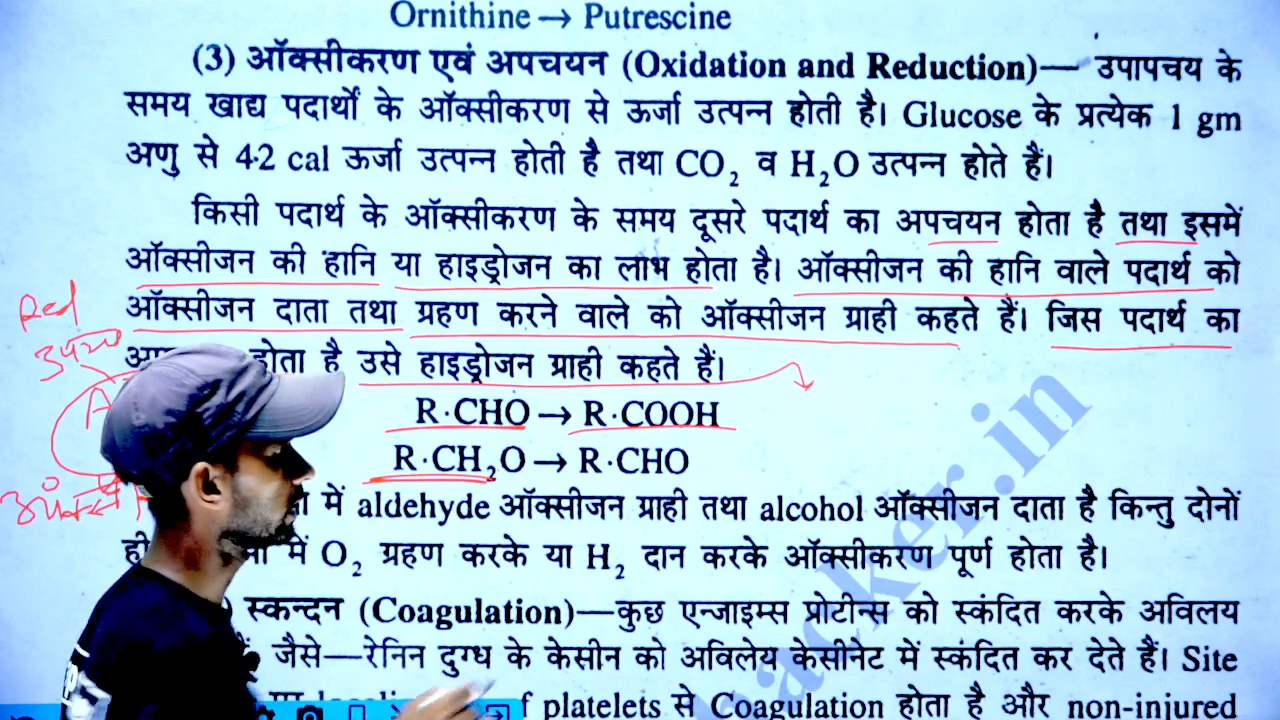 Ornithine → Putrescine
(3) ऑक्सीकरण एवं अपचयन (Oxidation and Reduction)— उपापचय के
समय खाद्य पदार्थों के ऑक्सीकरण से ऊर्जा उत्पन्न होती है। Glucose के प्रत्येक 1 gm
अणु से 4·2 cal ऊर्जा उत्पन्न होती है तथा CO₂ व H₂O उत्पन्न होते हैं।
किसी पदार्थ के ऑक्सीकरण के समय दूसरे पदार्थ का अपचयन होता है तथा इसमें
ऑक्सीजन की हानि या हाइड्रोजन का लाभ होता है। ऑक्सीजन की हानि वाले पदार्थ को
ऑक्सीजन दाता तथा ग्रहण करने वाले को ऑक्सीजन ग्राही कहते हैं। जिस पदार्थ का
होता है उसे हाइड्रोजन ग्राही कहते हैं।
Red
R·CHO → R·COOH
R·CH₂O → R·CHO
में aldehyde ऑक्सीजन ग्राही तथा alcohol ऑक्सीजन दाता है किन्तु दोनों
ही में O₂ ग्रहण करके या H₂ दान करके ऑक्सीकरण पूर्ण होता है।
स्कन्दन (Coagulation)—कुछ एन्जाइम्स प्रोटीन्स को स्कंदित करके अविलय
जैसे—रेनिन दुग्ध के केसीन को अविलेय केसीनेट में स्कंदित कर देते हैं। Site
of platelets से Coagulation होता है और non-injured
acker.in